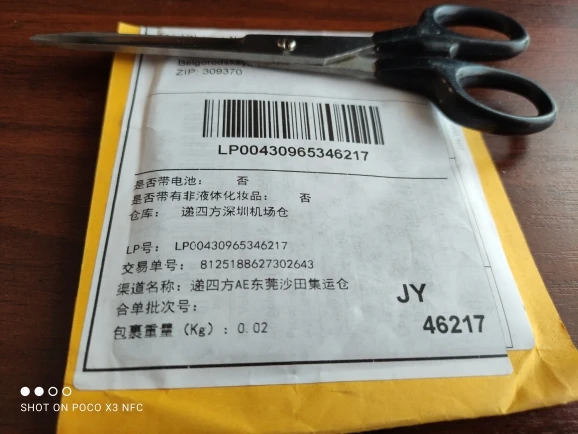 ZIP: 309370
LP00430965346217
是否带电池： 否
是否带有非液体化妆品： 否
仓库： 递四方深圳机场仓
LP号： LP00430965346217
交易单号： 8125188627302643
渠道名称：递四方AE东莞沙田集运仓
合单批次号：
JY
包裹重量（Kg）：0.02
46217
SHOT ON POCO X3 NFC